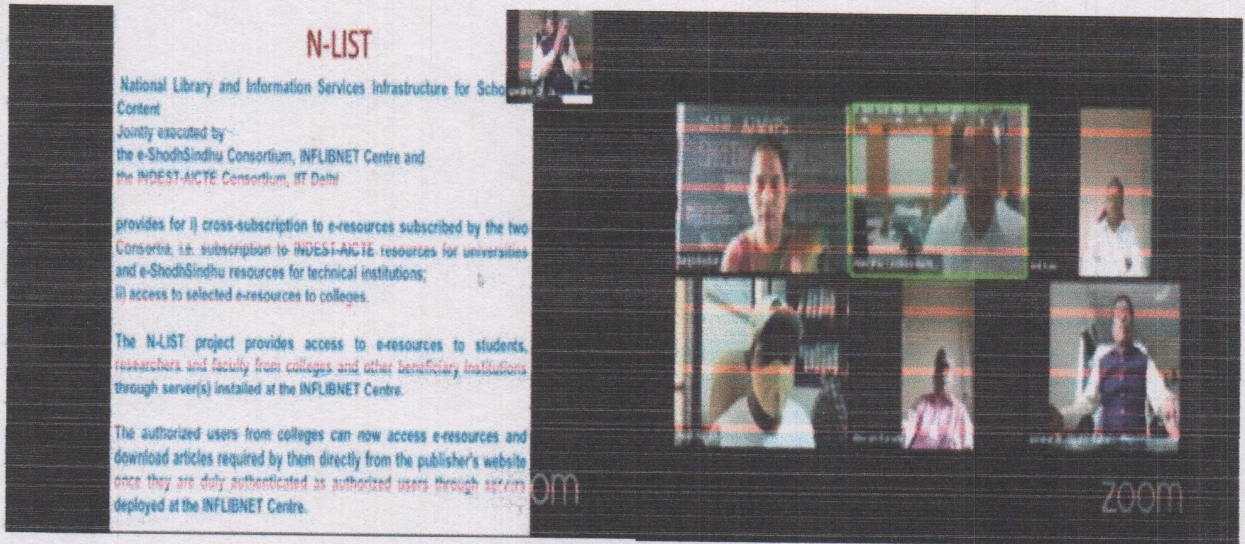 N-LIST
National Library and Information Services Infrastructure for Scho
Content
Jointly executed by
the e-ShodhSindhu Consortium, INFLIBNET Centre and
the INDEST-AICTE Consortium, IIT Delhi
provides for i) cross-subscription to e-resources subscribed by the two
Consortia, i.e. subscription to INDEST-AICTE resources for universities
and e-ShodhSindhu resources for technical institutions;
ii) access to selected e-resources to colleges.
The N-LIST project provides access to e-resources to students,
researchers and faculty from colleges and other beneficiary institutions
through server(s) installed at the INFLIBNET Centre.
The authorized users from colleges can now access e-resources and
download articles required by them directly from the publisher's website
once they are duly authenticated as authorized users through servers
deployed at the INFLIBNET Centre.
om
zoom